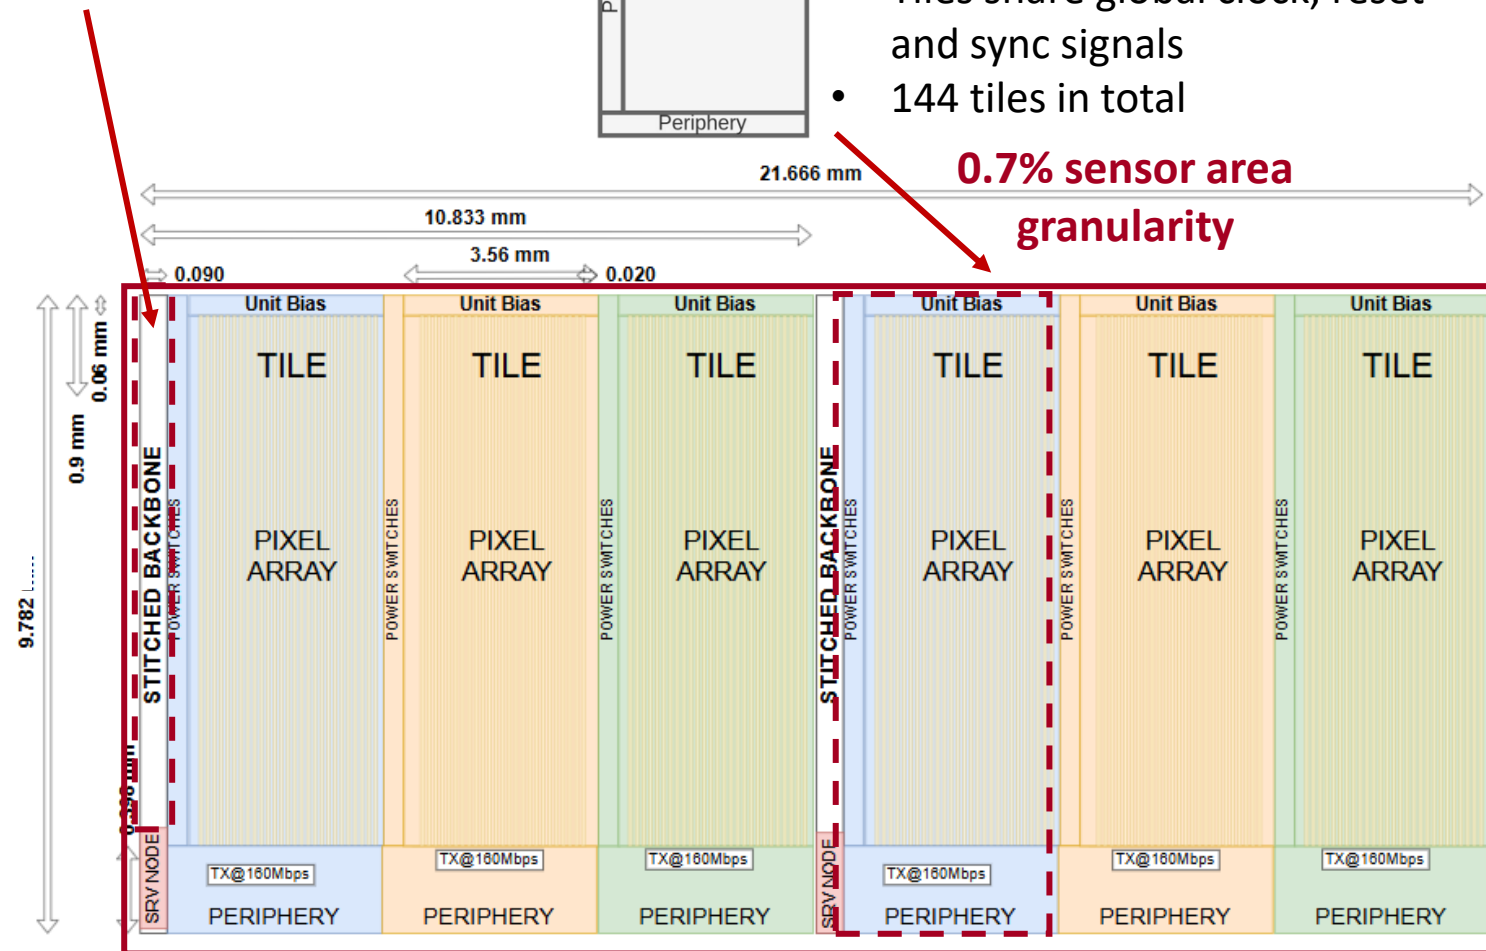 Tiles share global clock, reset
and sync signals
• 144 tiles in total
P
Periphery
0.7% sensor area
granularity
21.666 mm
10.833 mm
3.56 mm
0.090
0.020
0.06 mm
0.9 mm
9.782
Unit Bias
Unit Bias
Unit Bias
Unit Bias
Unit Bias
Unit Bias
TILE
TILE
TILE
TILE
TILE
TILE
STITCHED BACKBONE
POWER SWITCHES
PIXEL
ARRAY
POWER SWITCHES
PIXEL
ARRAY
POWER SWITCHES
PIXEL
ARRAY
STITCHED BACKBONE
POWER SWITCHES
PIXEL
ARRAY
POWER SWITCHES
PIXEL
ARRAY
POWER SWITCHES
PIXEL
ARRAY
SRV NODE
TX@160Mbps
TX@160Mbps
TX@160Mbps
SRV NODE
TX@160Mbps
TX@160Mbps
TX@160Mbps
PERIPHERY
PERIPHERY
PERIPHERY
PERIPHERY
PERIPHERY
PERIPHERY